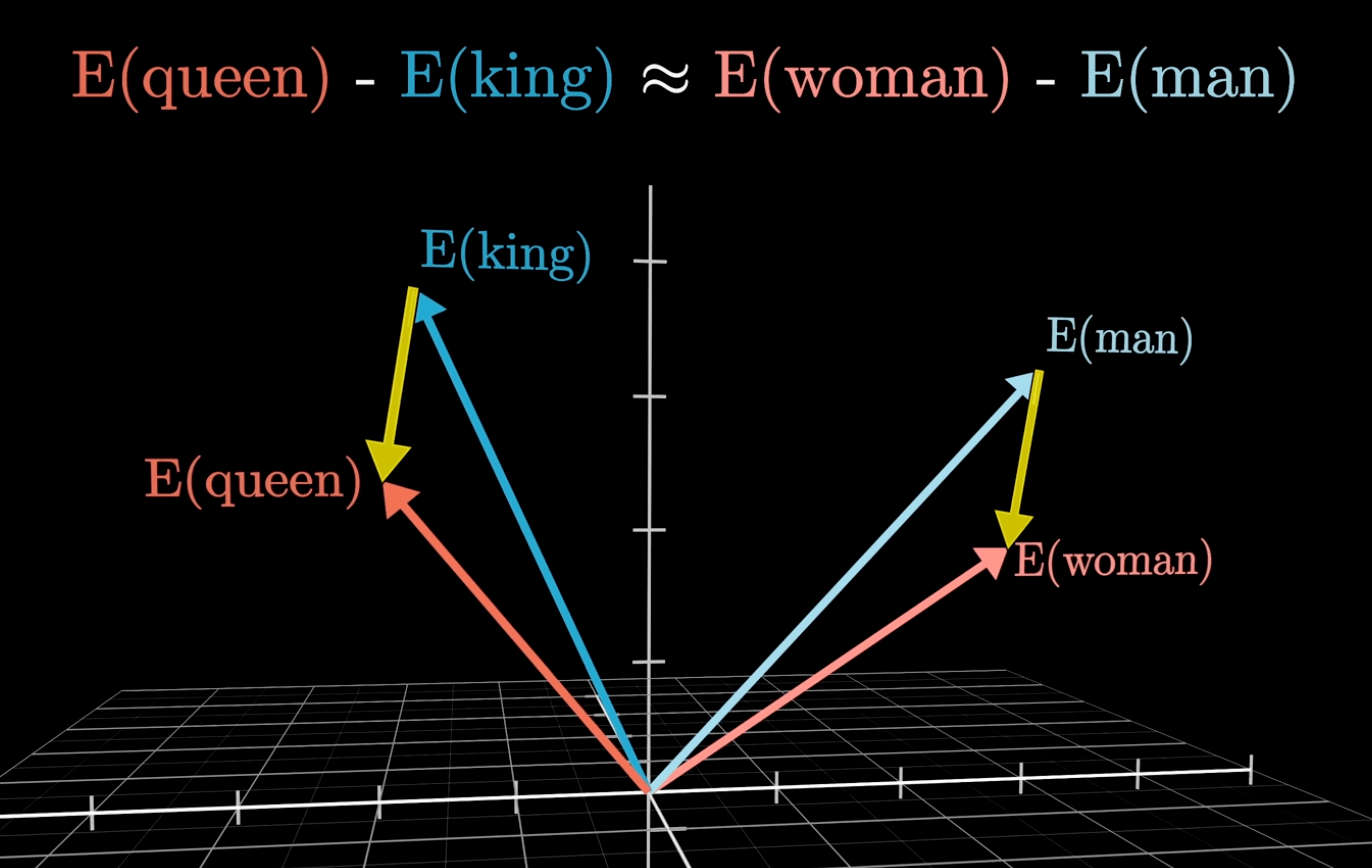 E(queen) - E(king) ≈ E(woman) - E(man)
E(king)
E(man)
E(queen)
E(woman)